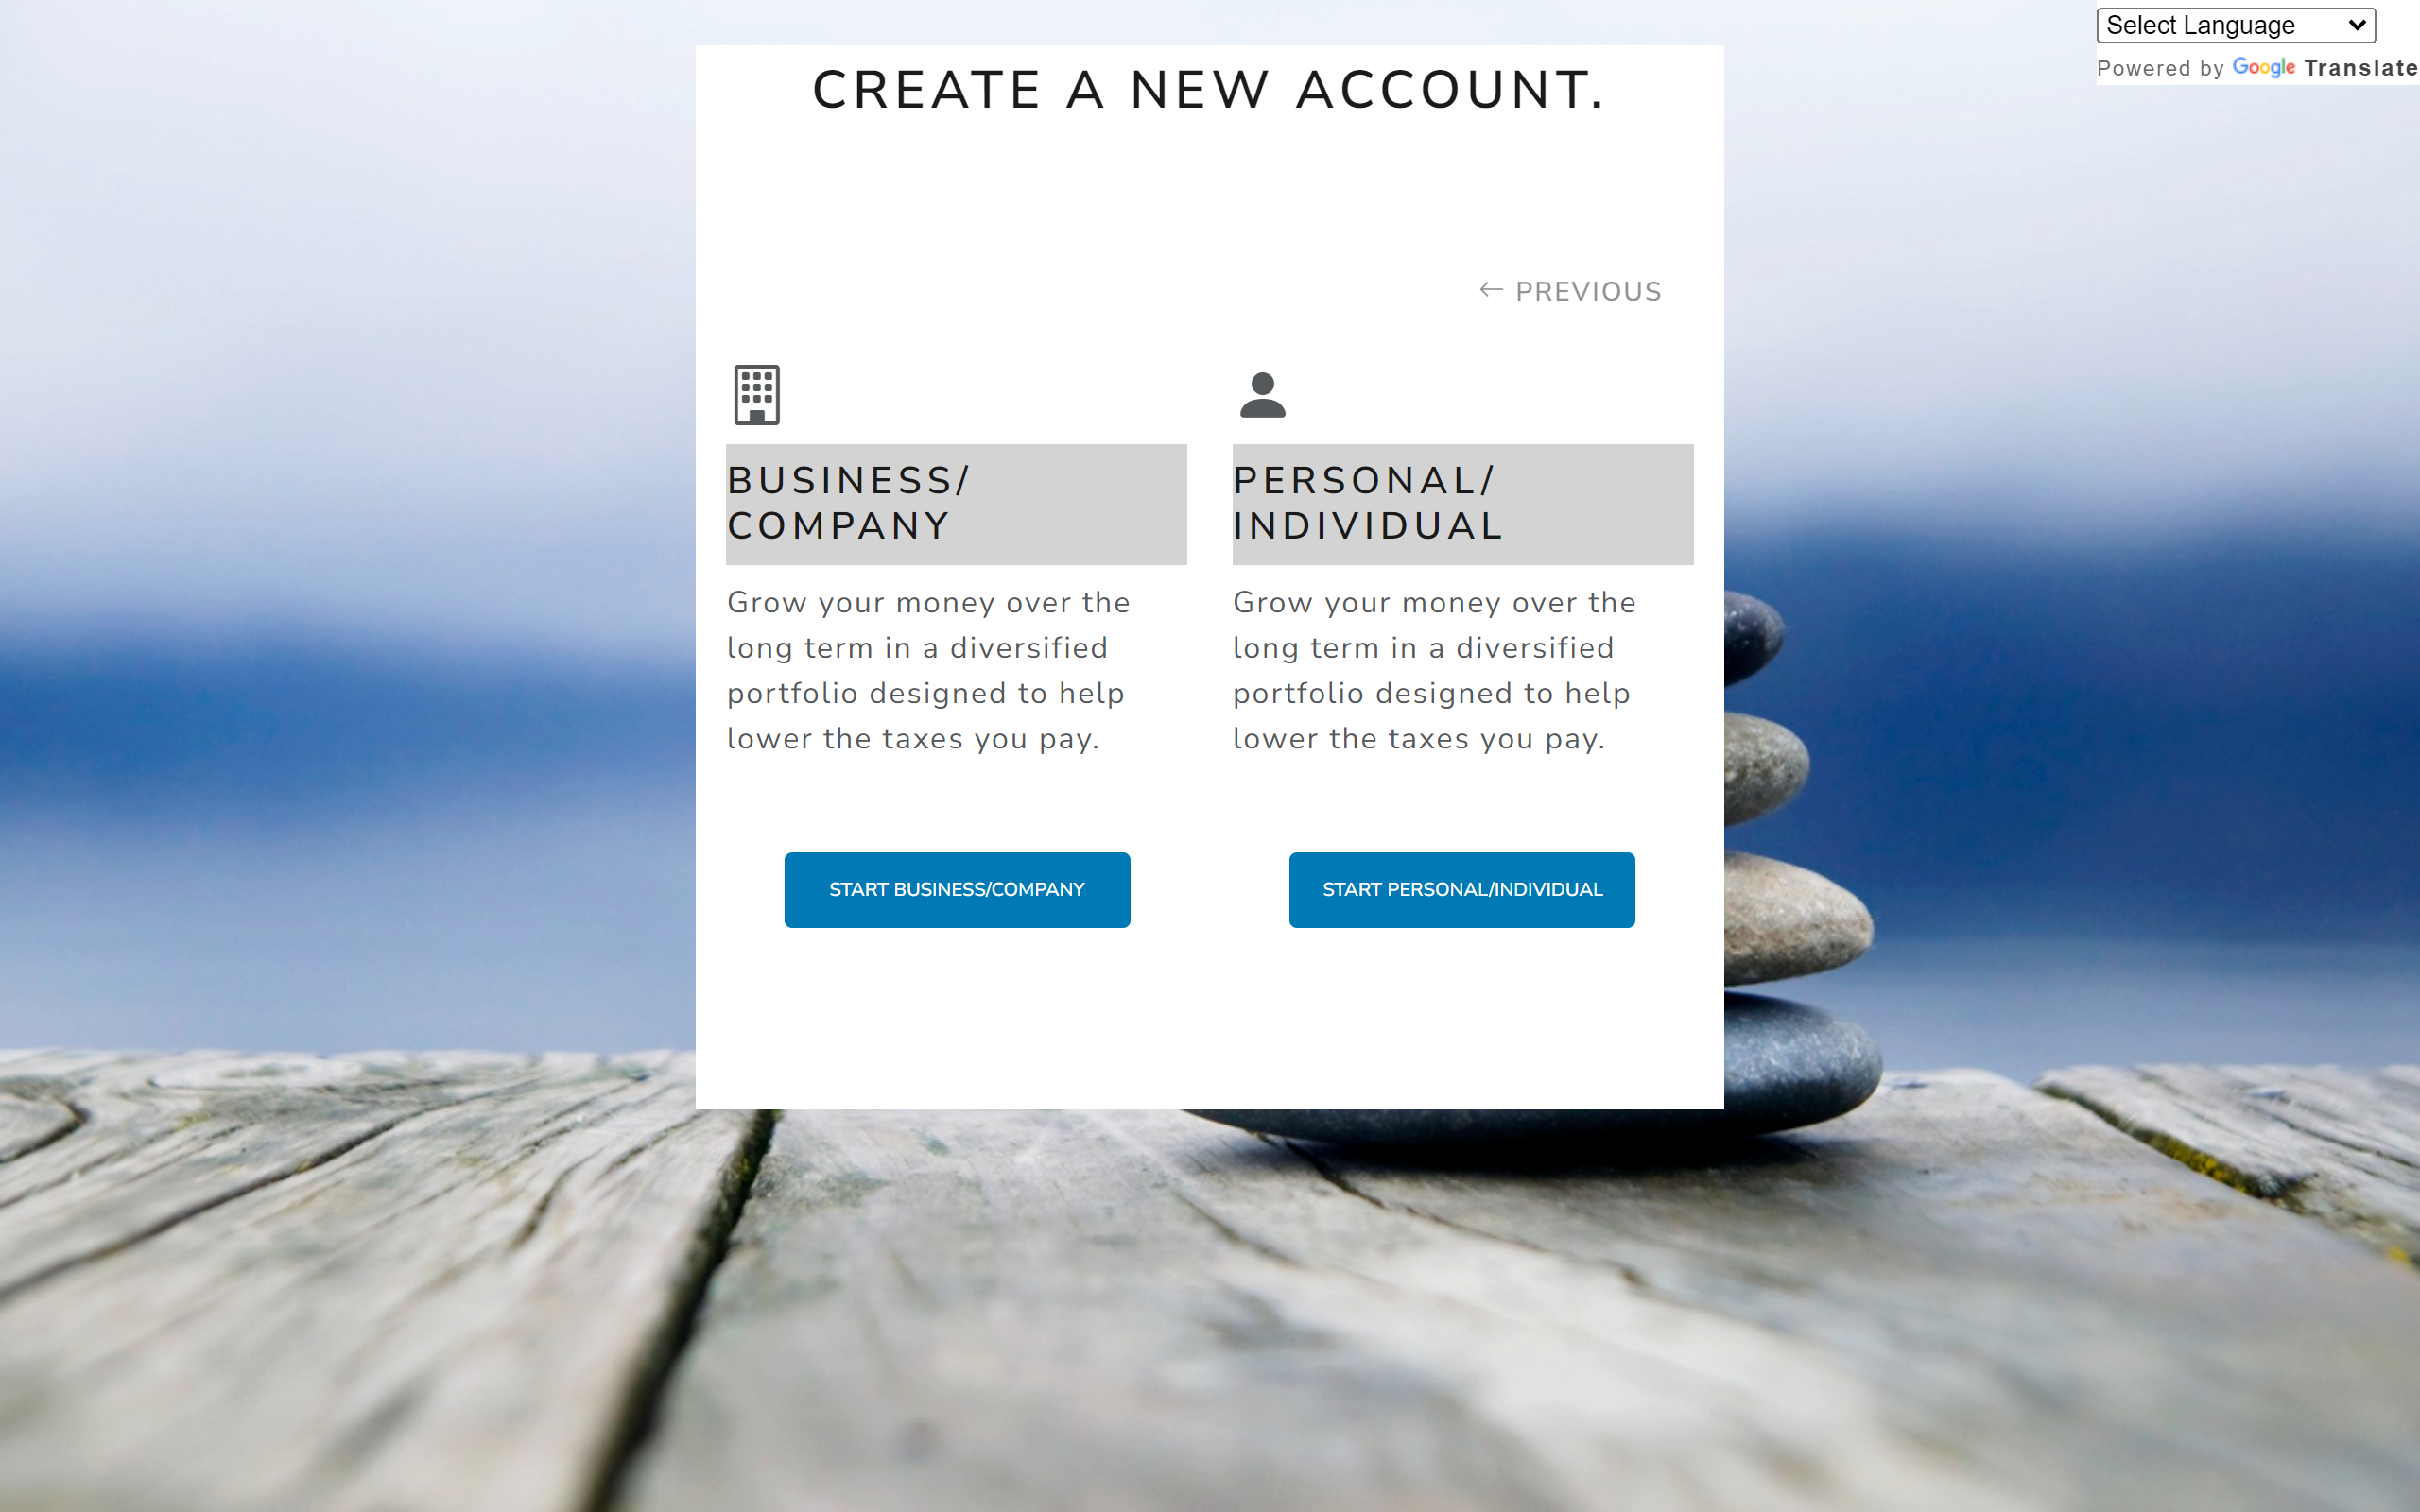 Select Language
Powered by Google Translate
CREATE A NEW ACCOUNT.
← PREVIOUS
BUSINESS/
COMPANY
Grow your money over the
long term in a diversified
portfolio designed to help
lower the taxes you pay.
START BUSINESS/COMPANY
PERSONAL/
INDIVIDUAL
Grow your money over the
long term in a diversified
portfolio designed to help
lower the taxes you pay.
START PERSONAL/INDIVIDUAL